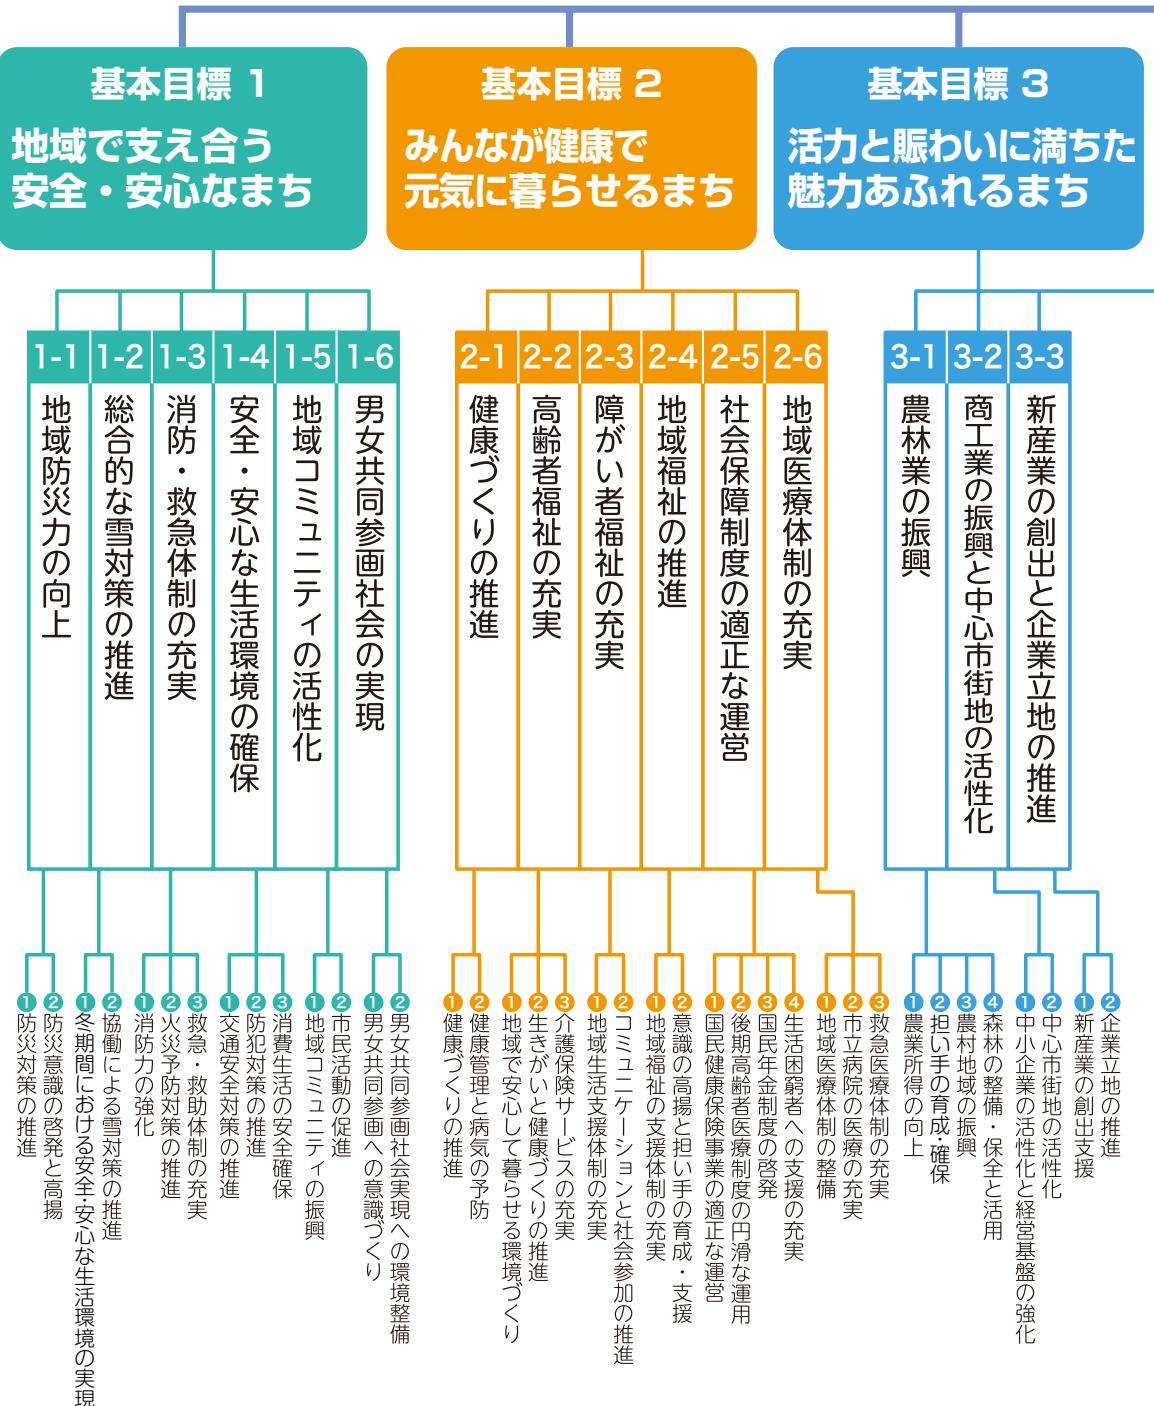 基本目標 1
地域で支え合う
安全・安心なまち
基本目標 2
みんなが健康で
元気に暮らせるまち
基本目標 3
活力と賑わいに満ちた
魅力あふれるまち
1-1
地域防災力の向上
1-2
総合的な雪対策の推進
1-3
消防・救急体制の充実
1-4
安全・安心な生活環境の確保
1-5
地域コミュニティの活性化
1-6
男女共同参画社会の実現
2-1
健康づくりの推進
2-2
高齢者福祉の充実
2-3
障がい者福祉の充実
2-4
地域福祉の推進
2-5
社会保障制度の適正な運営
2-6
地域医療体制の充実
3-1
農林業の振興
3-2
商工業の振興と中心市街地の活性化
3-3
新産業の創出と企業立地の推進
❶防災対策の推進
❷防災意識の啓発と高揚
❶冬期間における安全・安心な生活環境の実現
❷協働による雪対策の推進
❶消防力の強化
❷火災予防対策の推進
❸救急・救助体制の充実
❶交通安全対策の推進
❷防犯対策の推進
❸消費生活の安全確保
❶地域コミュニティの振興
❷市民活動の促進
❶男女共同参画への意識づくり
❷男女共同参画社会実現への環境整備
❶健康づくりの推進
❷健康管理と病気の予防
❶地域で安心して暮らせる環境づくり
❷生きがいと健康づくりの推進
❸介護保険サービスの充実
❶地域生活支援体制の充実
❷コミュニケーションと社会参加の推進
❶地域福祉の支援体制の充実
❷意識の高揚と担い手の育成・支援
❶国民健康保険事業の適正な運営
❷後期高齢者医療制度の円滑な運用
❸国民年金制度の啓発
❹生活困窮者への支援の充実
❶地域医療体制の整備
❷市立病院の医療の充実
❸救急医療体制の充実
❶農業所得の向上
❷担い手の育成・確保
❸農村地域の振興
❹森林の整備・保全と活用
❶中小企業の活性化と経営基盤の強化
❷中心市街地の活性化
❶新産業の創出支援
❷企業立地の推進